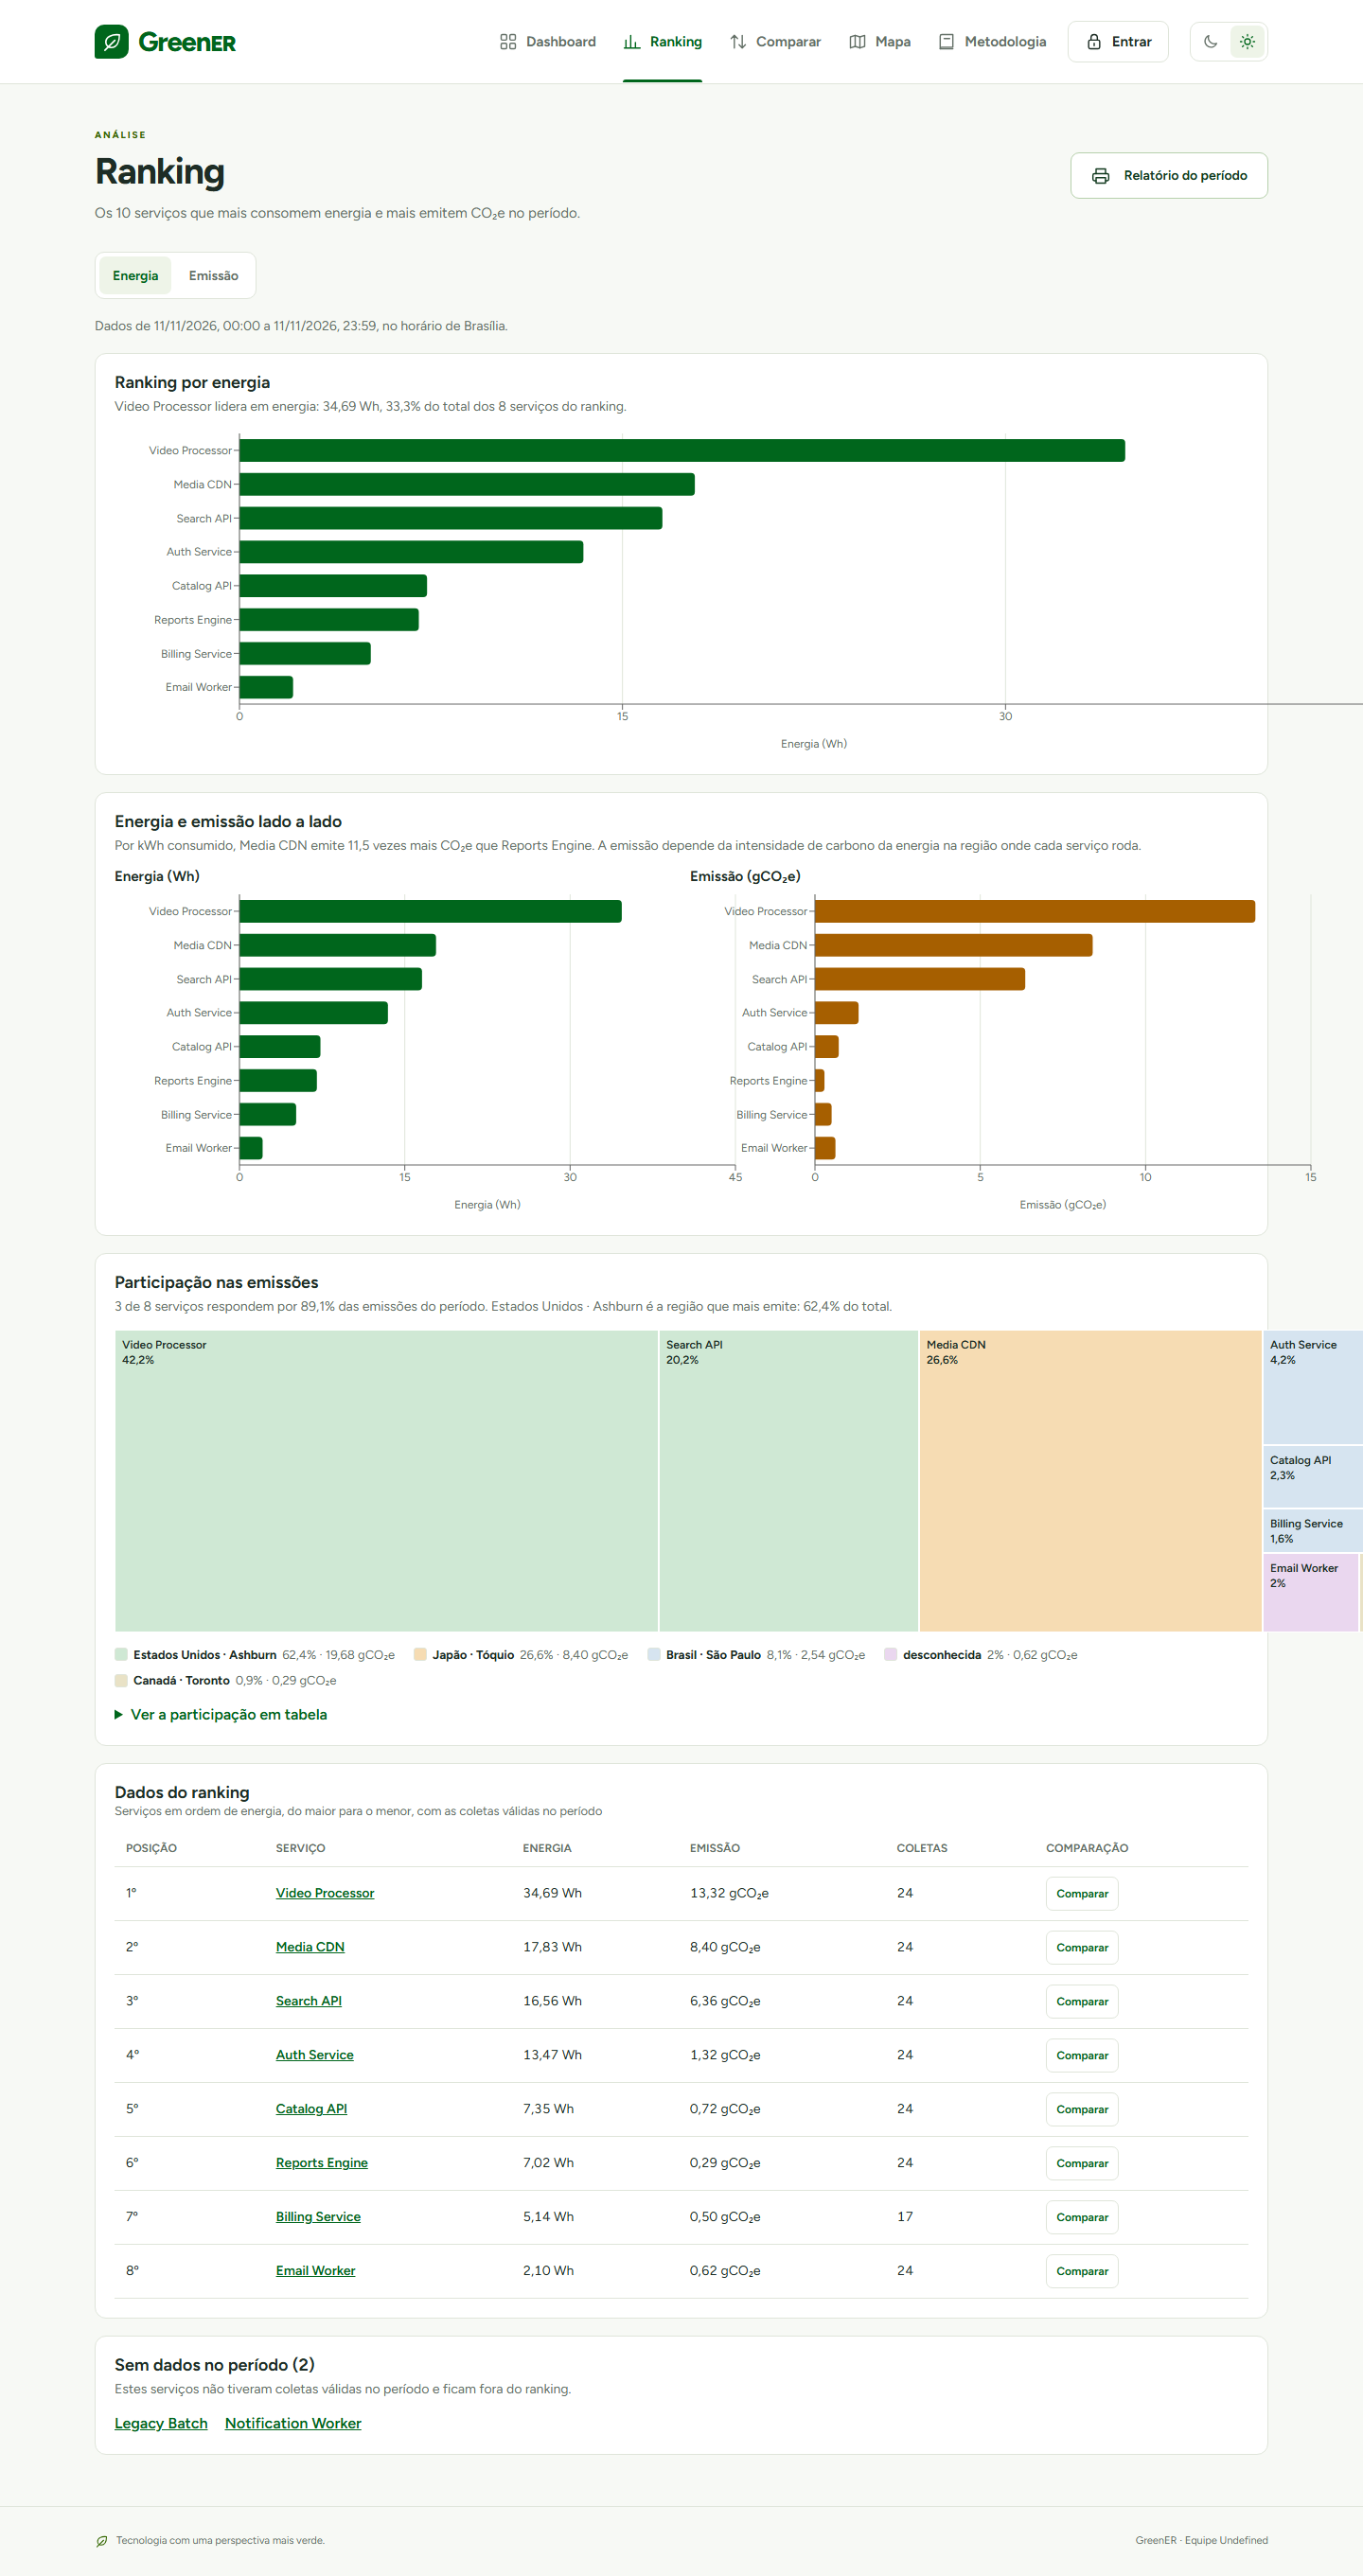 GreenER
Dashboard
Ranking
Comparar
Mapa
Metodologia
Entrar
ANÁLISE
Ranking
Relatório do período
Os 10 serviços que mais consomem energia e mais emitem CO₂e no período.
Energia
Emissão
Dados de 11/11/2026, 00:00 a 11/11/2026, 23:59, no horário de Brasília.
Ranking por energia
Video Processor lidera em energia: 34,69 Wh, 33,3% do total dos 8 serviços do ranking.
Video Processor
Media CDN
Search API
Auth Service
Catalog API
Reports Engine
Billing Service
Email Worker
0 15 30
Energia (Wh)
Energia e emissão lado a lado
Por kWh consumido, Media CDN emite 11,5 vezes mais CO₂e que Reports Engine. A emissão depende da intensidade de carbono da energia na região onde cada serviço roda.
Energia (Wh)
Video Processor
Media CDN
Search API
Auth Service
Catalog API
Reports Engine
Billing Service
Email Worker
0 15 30 45
Energia (Wh)
Emissão (gCO₂e)
Video Processor
Media CDN
Search API
Auth Service
Catalog API
Reports Engine
Billing Service
Email Worker
0 5 10 15
Emissão (gCO₂e)
Participação nas emissões
3 de 8 serviços respondem por 89,1% das emissões do período. Estados Unidos · Ashburn é a região que mais emite: 62,4% do total.
Video Processor
42,2%
Search API
20,2%
Media CDN
26,6%
Auth Service
4,2%
Catalog API
2,3%
Billing Service
1,6%
Email Worker
2%
Estados Unidos · Ashburn 62,4% · 19,68 gCO₂e
Japão · Tóquio 26,6% · 8,40 gCO₂e
Brasil · São Paulo 8,1% · 2,54 gCO₂e
desconhecida 2% · 0,62 gCO₂e
Canadá · Toronto 0,9% · 0,29 gCO₂e
Ver a participação em tabela
Dados do ranking
Serviços em ordem de energia, do maior para o menor, com as coletas válidas no período
POSIÇÃO SERVIÇO ENERGIA EMISSÃO COLETAS COMPARAÇÃO
1º Video Processor 34,69 Wh 13,32 gCO₂e 24 Comparar
2º Media CDN 17,83 Wh 8,40 gCO₂e 24 Comparar
3º Search API 16,56 Wh 6,36 gCO₂e 24 Comparar
4º Auth Service 13,47 Wh 1,32 gCO₂e 24 Comparar
5º Catalog API 7,35 Wh 0,72 gCO₂e 24 Comparar
6º Reports Engine 7,02 Wh 0,29 gCO₂e 24 Comparar
7º Billing Service 5,14 Wh 0,50 gCO₂e 17 Comparar
8º Email Worker 2,10 Wh 0,62 gCO₂e 24 Comparar
Sem dados no período (2)
Estes serviços não tiveram coletas válidas no período e ficam fora do ranking.
Legacy Batch Notification Worker
Tecnologia com uma perspectiva mais verde.
GreenER · Equipe Undefined